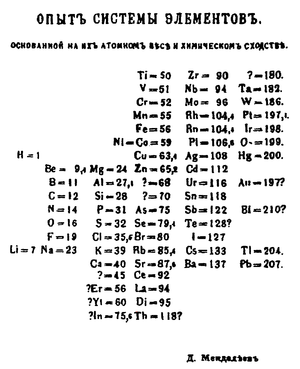 ОПЫТЪ СИСТЕМЫ ЭЛЕМЕНТОВЪ.
ОСНОВАННОЙ НА ИХЪ АТОМНОМЪ ВѢСѢ И ХИМИЧЕСКОМЪ СХОДСТВѢ.
Ti=50 Zr=90 ?=180.
V=51 Nb=94 Ta=182.
Cr=52 Mo=96 W=186.
Mn=55 Rh=104,4 Pt=197,1.
Fe=56 Rn=104,4 Ir=198.
Ni=Co=59 Pl=106,6 O-=199.
H=1 Cu=63,4 Ag=108 Hg=200.
Be=9,4 Mg=24 Zn=65,2 Cd=112
B=11 Al=27,1 ?=68 Ur=116 Au=197?
C=12 Si=28 ?=70 Sn=118
N=14 P=31 As=75 Sb=122 Bi=210?
O=16 S=32 Se=79,4 Te=128?
F=19 Cl=35,5 Br=80 I=127
Li=7 Na=23 K=39 Rb=85,4 Cs=133 Tl=204.
Ca=40 Sr=87,6 Ba=137 Pb=207.
?=45 Ce=92
?Er=56 La=94
?Yt=60 Di=95
?In=75,6 Th=118?
Д. Менделѣевъ